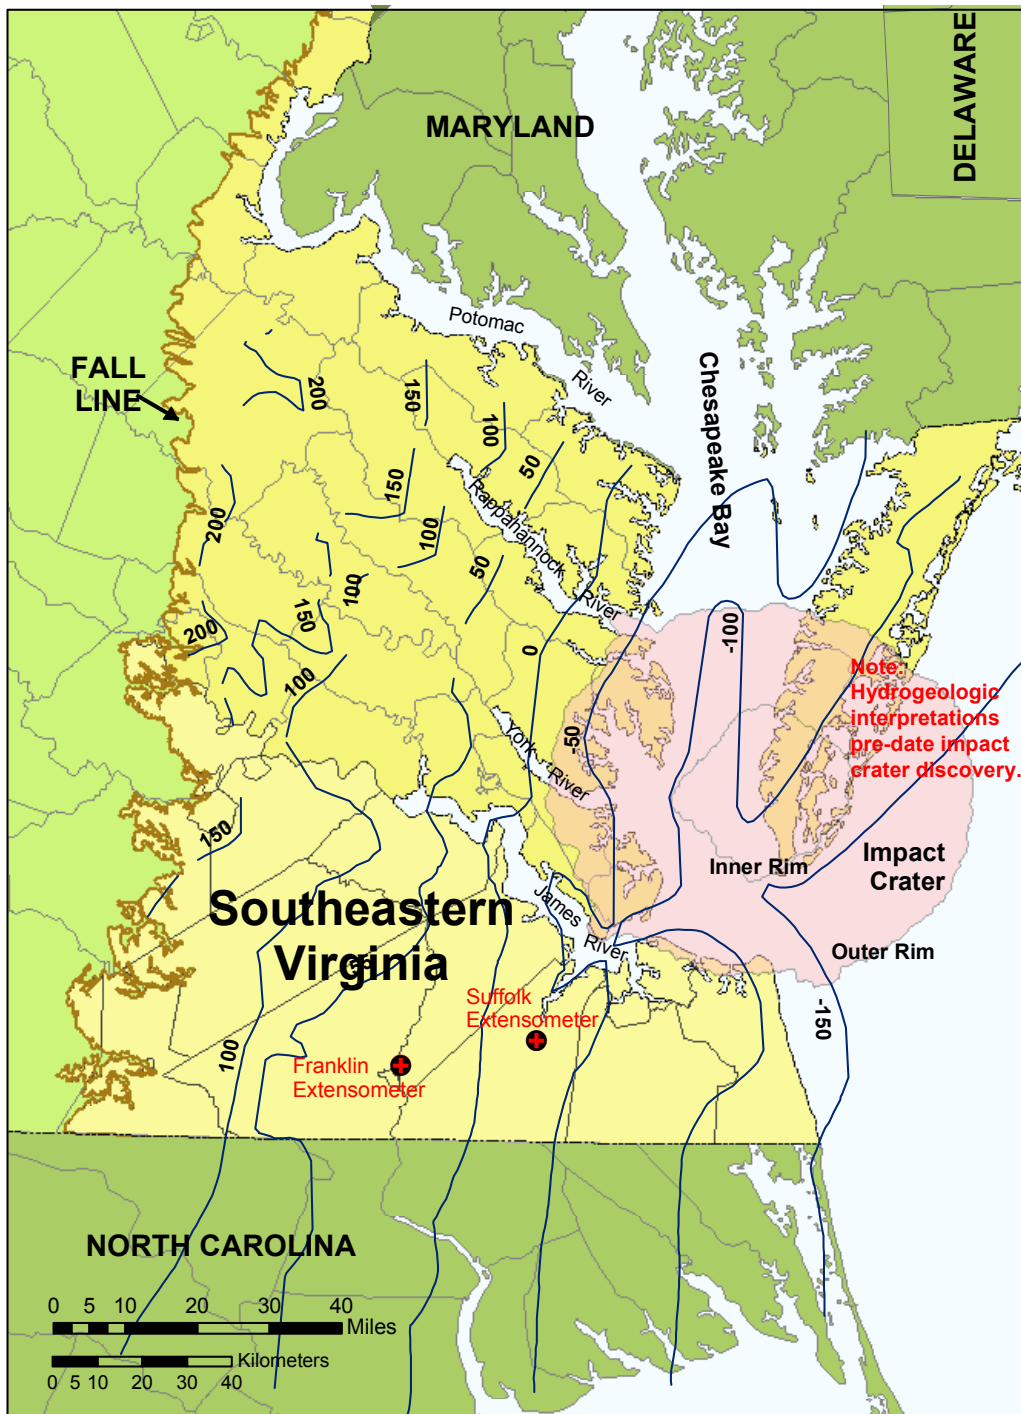 MARYLAND
DELAWARE
Potomac
River
FALL
LINE
Chesapeake Bay
200
150
100
50
150
Rappahannock
River
200
100
50
100
150
200
0
-100
100
Note:
Hydrogeologic
interpretations
pre-date impact
crater discovery.
York
River
-50
150
Inner Rim
Impact
Crater
Southeastern
Virginia
James
River
Outer Rim
Suffolk
Extensometer
-150
100
Franklin
Extensometer
NORTH CAROLINA
0 5 10 20 30 40
Miles
Kilometers
0 5 10 20 30 40